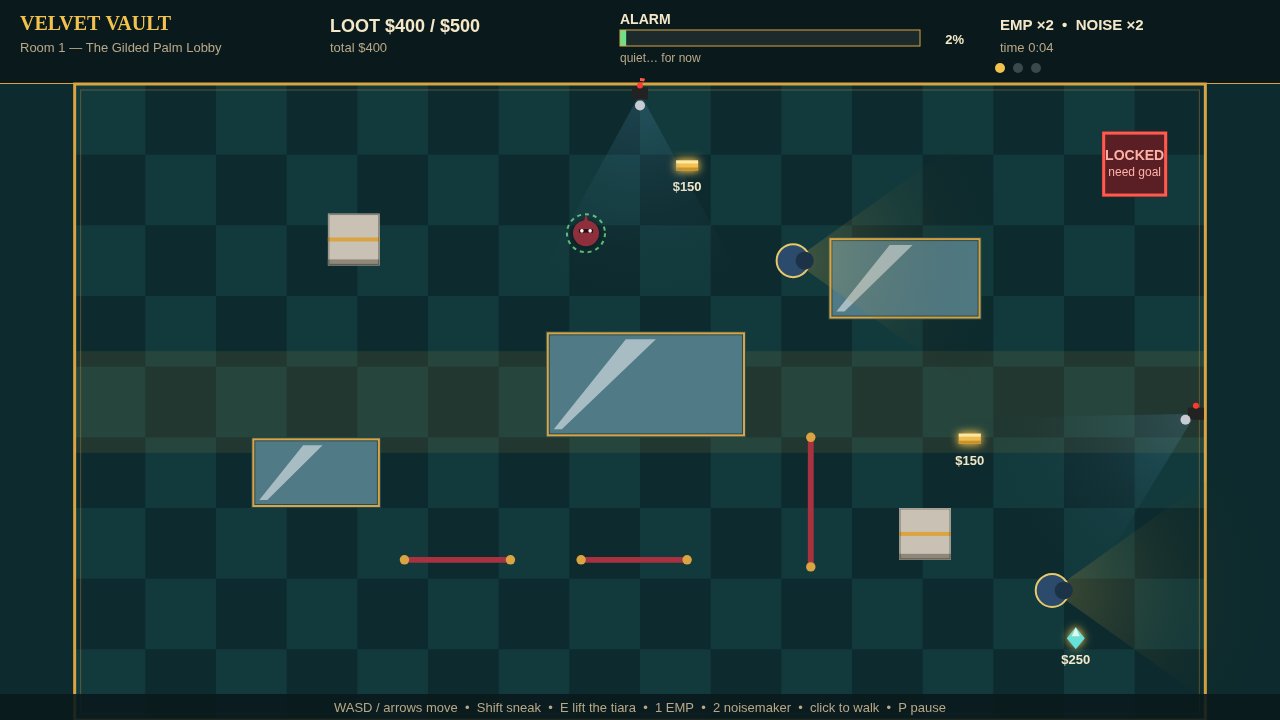 VELVET VAULT
Room 1 — The Gilded Palm Lobby
LOOT $400 / $500
total $400
ALARM
2%
quiet… for now
EMP ×2 • NOISE ×2
time 0:04
$150
LOCKED
need goal
$150
$250
WASD / arrows move • Shift sneak • E lift the tiara • 1 EMP • 2 noisemaker • click to walk • P pause